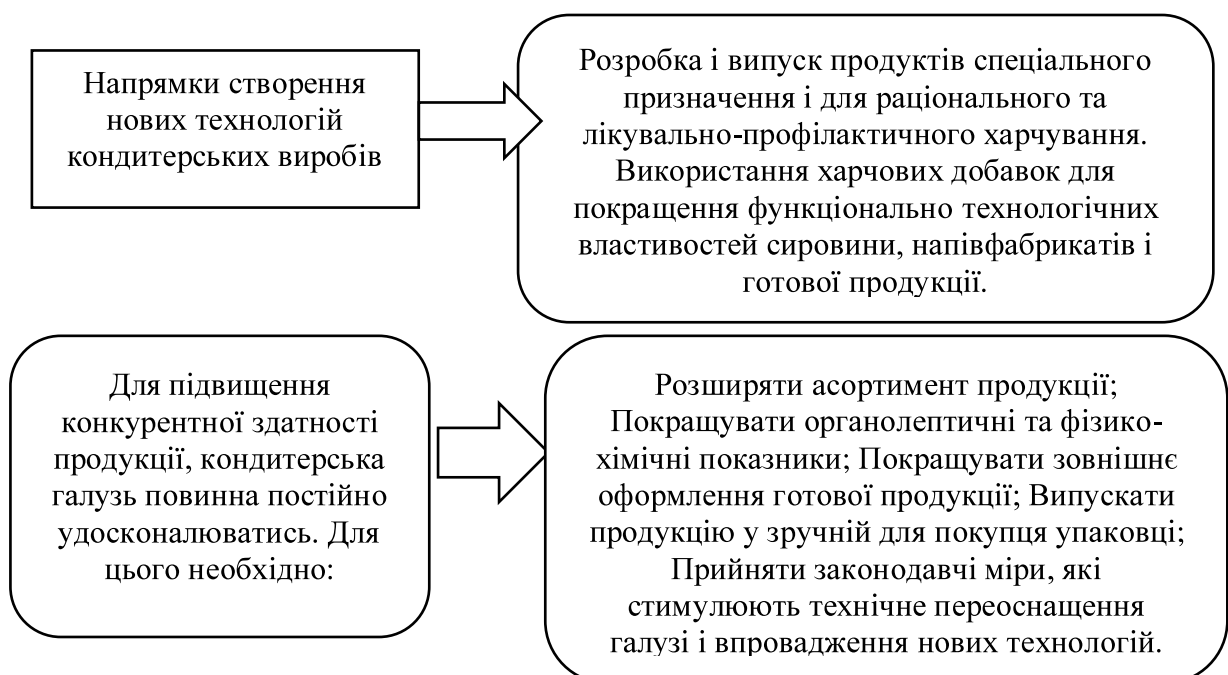 Напрямки створення
нових технологій
кондитерських виробів
Розробка і випуск продуктів спеціального
призначення і для раціонального та
лікувально-профілактичного харчування.
Використання харчових добавок для
покращення функціонально технологічних
властивостей сировини, напівфабрикатів і
готової продукції.
Для підвищення
конкурентної здатності
продукції, кондитерська
галузь повинна постійно
удосконалюватись. Для
цього необхідно:
Розширяти асортимент продукції;
Покращувати органолептичні та фізико-
хімічні показники; Покращувати зовнішнє
оформлення готової продукції; Випускати
продукцію у зручній для покупця упаковці;
Прийняти законодавчі міри, які
стимулюють технічне переоснащення
галузі і впровадження нових технологій.